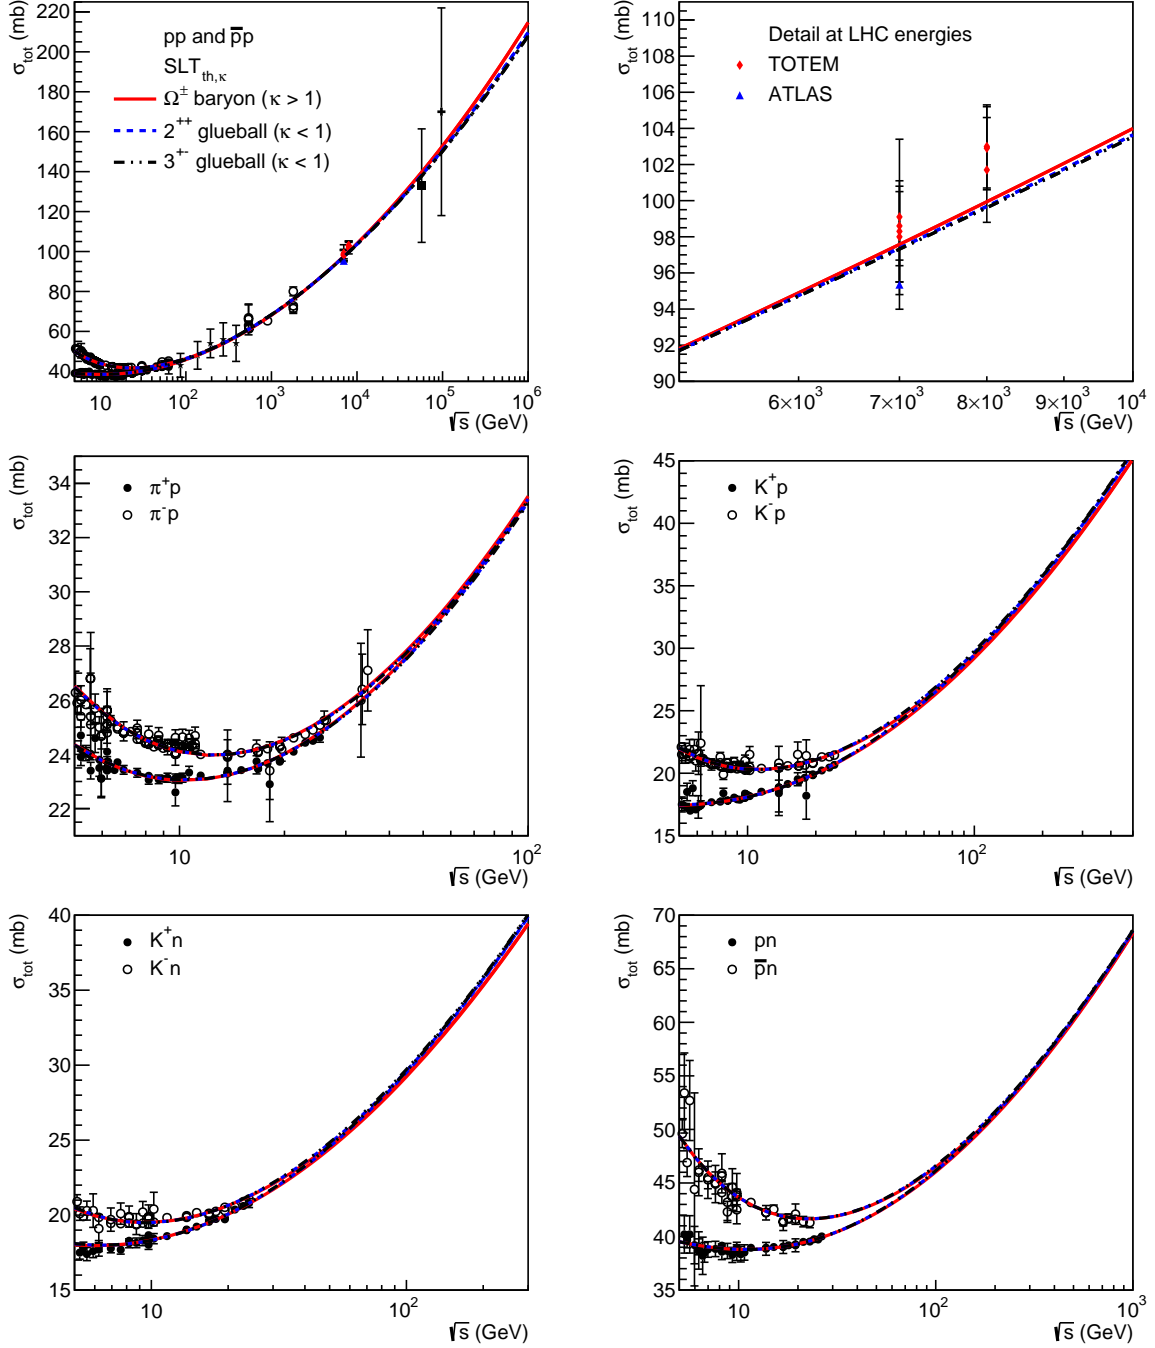 σtot (mb)
220
200
180
160
140
120
100
80
60
40
pp and p̅p
SLTth,κ
Ω± baryon (κ > 1)
2++ glueball (κ < 1)
3+- glueball (κ < 1)
10 10² 10³ 10⁴ 10⁵ 10⁶
√s (GeV)
σtot (mb)
110
108
106
104
102
100
98
96
94
92
90
Detail at LHC energies
TOTEM
ATLAS
6×10³ 7×10³ 8×10³ 9×10³ 10⁴
√s (GeV)
σtot (mb)
34
32
30
28
26
24
22
π⁺p
π⁻p
10 10²
√s (GeV)
σtot (mb)
45
40
35
30
25
20
15
K⁺p
K⁻p
10 10²
√s (GeV)
σtot (mb)
40
35
30
25
20
15
K⁺n
K⁻n
10 10²
√s (GeV)
σtot (mb)
70
65
60
55
50
45
40
35
pn
p̅n
10 10² 10³
√s (GeV)